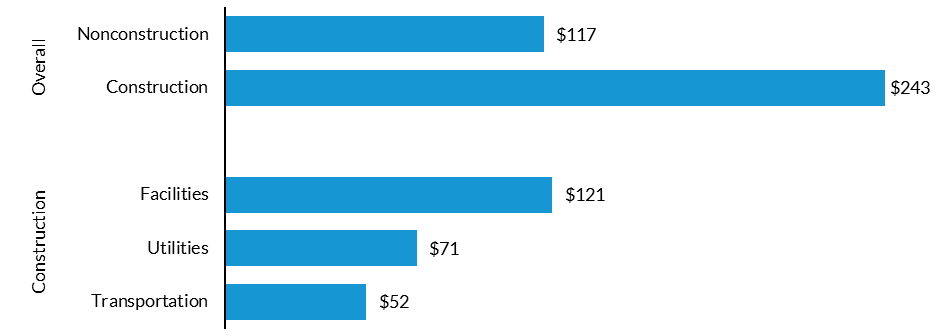 Overall
Nonconstruction $117
Construction $243
Construction
Facilities $121
Utilities $71
Transportation $52